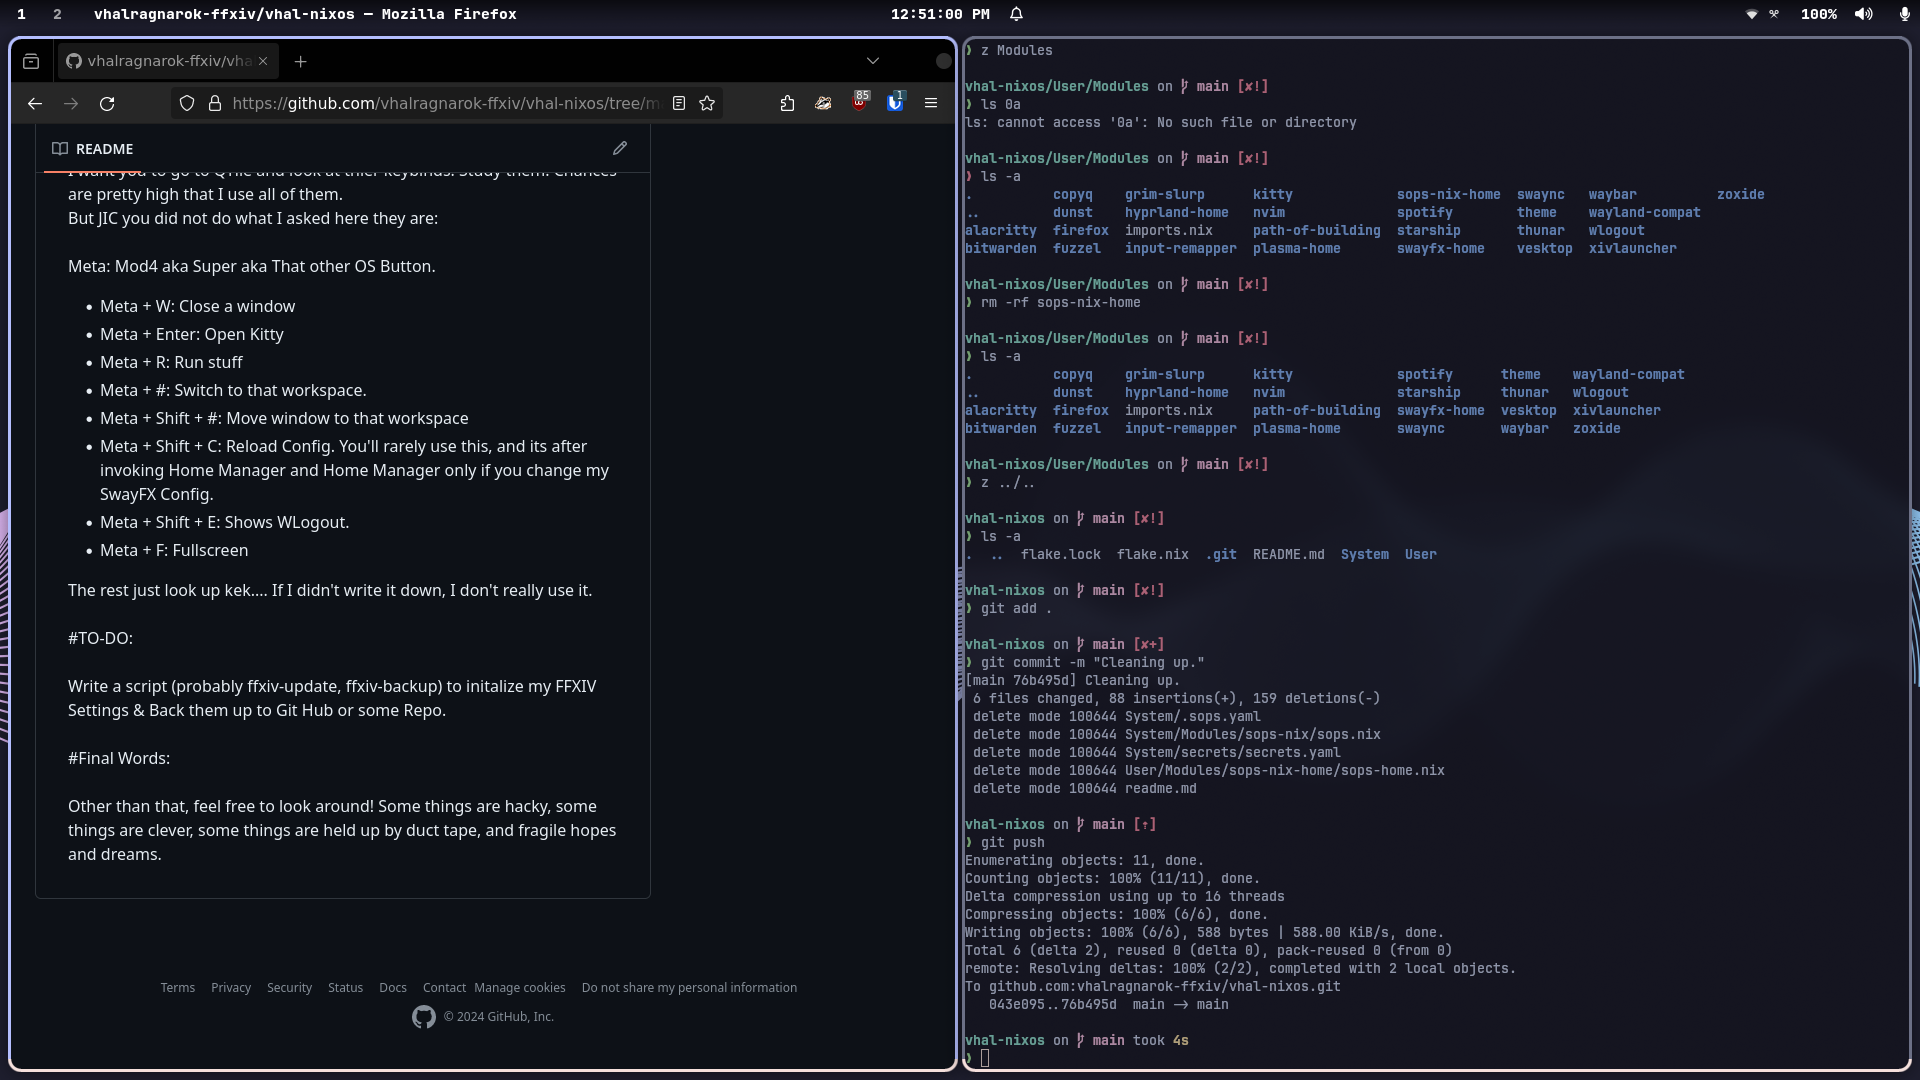 1 2 vhalragnarok-ffxiv/vhal-nixos — Mozilla Firefox 12:51:00 PM 100%
vhalragnarok-ffxiv/vha
https://github.com/vhalragnarok-ffxiv/vhal-nixos/tree/m 85 1
README
I want you to go to QTile and look at thier keybinds. Study them. Chances
are pretty high that I use all of them.
But JIC you did not do what I asked here they are:
Meta: Mod4 aka Super aka That other OS Button.
• Meta + W: Close a window
• Meta + Enter: Open Kitty
• Meta + R: Run stuff
• Meta + #: Switch to that workspace.
• Meta + Shift + #: Move window to that workspace
• Meta + Shift + C: Reload Config. You'll rarely use this, and its after
invoking Home Manager and Home Manager only if you change my
SwayFX Config.
• Meta + Shift + E: Shows WLogout.
• Meta + F: Fullscreen
The rest just look up kek.... If I didn't write it down, I don't really use it.
#TO-DO:
Write a script (probably ffxiv-update, ffxiv-backup) to initalize my FFXIV
Settings & Back them up to Git Hub or some Repo.
#Final Words:
Other than that, feel free to look around! Some things are hacky, some
things are clever, some things are held up by duct tape, and fragile hopes
and dreams.
Terms Privacy Security Status Docs Contact Manage cookies Do not share my personal information
© 2024 GitHub, Inc.
❯ z Modules
vhal-nixos/User/Modules on main [✘!]
❯ ls 0a
ls: cannot access '0a': No such file or directory
vhal-nixos/User/Modules on main [✘!]
❯ ls -a
. copyq grim-slurp kitty sops-nix-home swaync waybar zoxide
.. dunst hyprland-home nvim spotify theme wayland-compat
alacritty firefox imports.nix path-of-building starship thunar wlogout
bitwarden fuzzel input-remapper plasma-home swayfx-home vesktop xivlauncher
vhal-nixos/User/Modules on main [✘!]
❯ rm -rf sops-nix-home
vhal-nixos/User/Modules on main [✘!]
❯ ls -a
. copyq grim-slurp kitty spotify theme wayland-compat
.. dunst hyprland-home nvim starship thunar wlogout
alacritty firefox imports.nix path-of-building swayfx-home vesktop xivlauncher
bitwarden fuzzel input-remapper plasma-home swaync waybar zoxide
vhal-nixos/User/Modules on main [✘!]
❯ z ../..
vhal-nixos on main [✘!]
❯ ls -a
. .. flake.lock flake.nix .git README.md System User
vhal-nixos on main [✘!]
❯ git add .
vhal-nixos on main [✘+]
❯ git commit -m "Cleaning up."
[main 76b495d] Cleaning up.
6 files changed, 88 insertions(+), 159 deletions(-)
delete mode 100644 System/.sops.yaml
delete mode 100644 System/Modules/sops-nix/sops.nix
delete mode 100644 System/secrets/secrets.yaml
delete mode 100644 User/Modules/sops-nix-home/sops-home.nix
delete mode 100644 readme.md
vhal-nixos on main [⇡]
❯ git push
Enumerating objects: 11, done.
Counting objects: 100% (11/11), done.
Delta compression using up to 16 threads
Compressing objects: 100% (6/6), done.
Writing objects: 100% (6/6), 588 bytes | 588.00 KiB/s, done.
Total 6 (delta 2), reused 0 (delta 0), pack-reused 0 (from 0)
remote: Resolving deltas: 100% (2/2), completed with 2 local objects.
To github.com:vhalragnarok-ffxiv/vhal-nixos.git
043e095..76b495d main -> main
vhal-nixos on main took 4s
❯